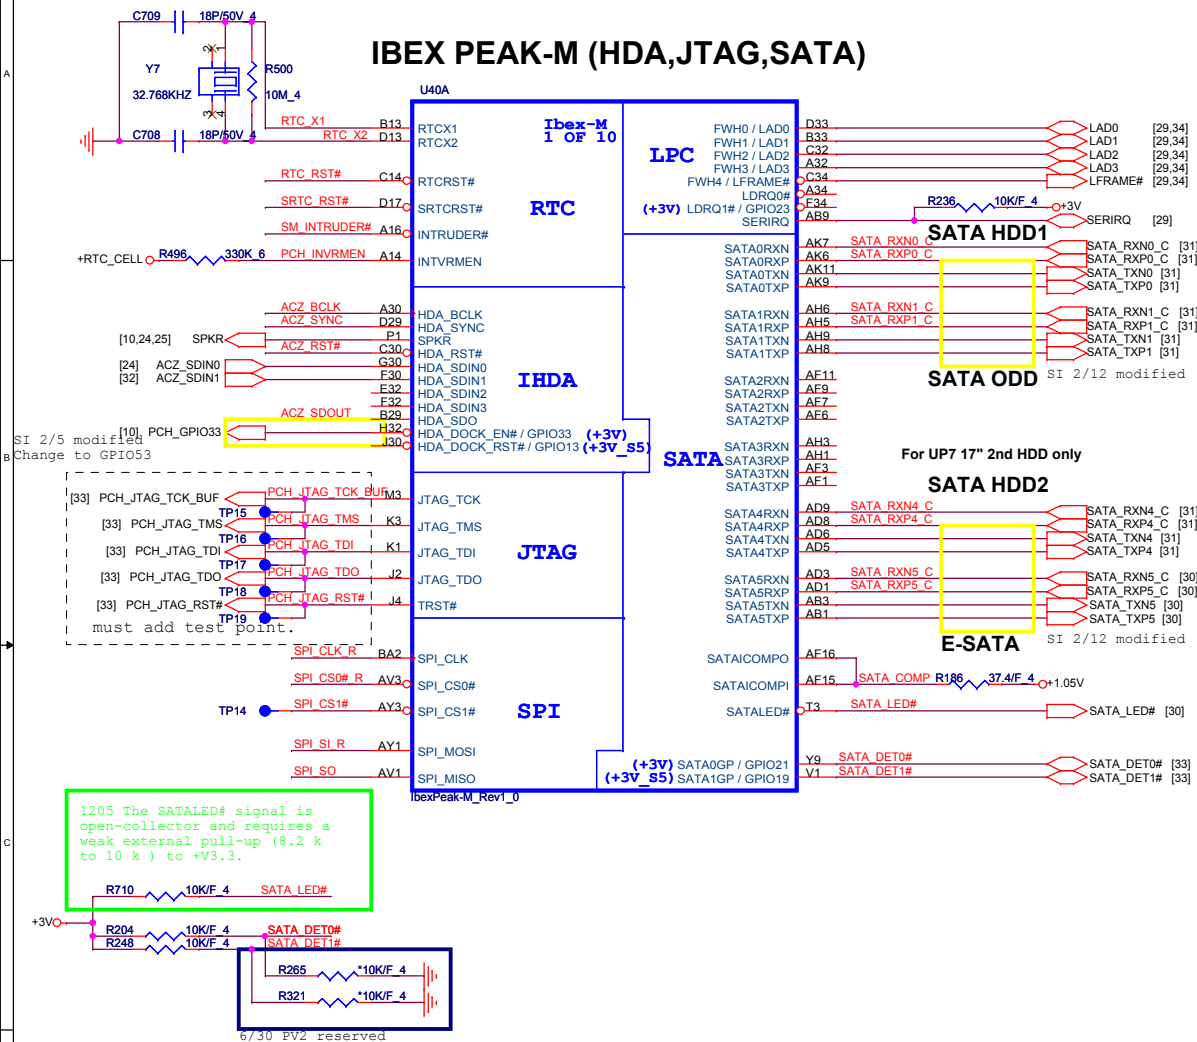 IBEX PEAK-M (HDA,JTAG,SATA)
C709 18P/50V_4
2 1
Y7
32.768KHZ
R500
10M_4
3 4
C708 18P/50V_4
A
B
C
U40A
Ibex-M
1 OF 10
RTC_X1 B13 RTCX1
RTC_X2 D13 RTCX2
RTC_RST# C14 RTCRST#
SRTC_RST# D17 SRTCRST#
SM_INTRUDER# A16 INTRUDER#
+RTC_CELL R496 330K_6 PCH_INVRMEN A14 INTVRMEN
RTC
ACZ_BCLK A30 HDA_BCLK
ACZ_SYNC D29 HDA_SYNC
[10,24,25] SPKR P1 SPKR
ACZ_RST# C30 HDA_RST#
[24] ACZ_SDIN0 G30 HDA_SDIN0
[32] ACZ_SDIN1 F30 HDA_SDIN1
E32 HDA_SDIN2
F32 HDA_SDIN3
ACZ_SDOUT B29 HDA_SDO
[10] PCH_GPIO33 H32 HDA_DOCK_EN# / GPIO33 (+3V)
J30 HDA_DOCK_RST# / GPIO13 (+3V_S5)
IHDA
SI 2/5 modified
Change to GPIO53
[33] PCH_JTAG_TCK_BUF PCH_JTAG_TCK_BUF M3 JTAG_TCK
TP15
[33] PCH_JTAG_TMS PCH_JTAG_TMS K3 JTAG_TMS
TP16
[33] PCH_JTAG_TDI PCH_JTAG_TDI K1 JTAG_TDI
TP17
[33] PCH_JTAG_TDO PCH_JTAG_TDO J2 JTAG_TDO
TP18
[33] PCH_JTAG_RST# PCH_JTAG_RST# J4 TRST#
TP19
must add test point.
JTAG
SPI_CLK_R BA2 SPI_CLK
SPI_CS0#_R AV3 SPI_CS0#
TP14 SPI_CS1# AY3 SPI_CS1#
SPI_SI_R AY1 SPI_MOSI
SPI_SO AV1 SPI_MISO
SPI
IbexPeak-M_Rev1_0
LPC
FWH0 / LAD0 D33 LAD0 [29,34]
FWH1 / LAD1 B33 LAD1 [29,34]
FWH2 / LAD2 C32 LAD2 [29,34]
FWH3 / LAD3 A32 LAD3 [29,34]
FWH4 / LFRAME# C34 LFRAME# [29,34]
LDRQ0# A34
(+3V) LDRQ1# / GPIO23 F34
R236 10K/F_4 +3V
SERIRQ AB9 SERIRQ [29]
SATA HDD1
SATA0RXN AK7 SATA_RXN0_C SATA_RXN0_C [31]
SATA0RXP AK6 SATA_RXP0_C SATA_RXP0_C [31]
SATA0TXN AK11 SATA_TXN0 [31]
SATA0TXP AK9 SATA_TXP0 [31]
SATA1RXN AH6 SATA_RXN1_C SATA_RXN1_C [31]
SATA1RXP AH5 SATA_RXP1_C SATA_RXP1_C [31]
SATA1TXN AH9 SATA_TXN1 [31]
SATA1TXP AH8 SATA_TXP1 [31]
SATA ODD SI 2/12 modified
SATA2RXN AF11
SATA2RXP AF9
SATA2TXN AF7
SATA2TXP AF6
SATA
SATA3RXN AH3
SATA3RXP AH1
SATA3TXN AF3
SATA3TXP AF1
For UP7 17" 2nd HDD only
SATA HDD2
SATA4RXN AD9 SATA_RXN4_C SATA_RXN4_C [31]
SATA4RXP AD8 SATA_RXP4_C SATA_RXP4_C [31]
SATA4TXN AD6 SATA_TXN4 [31]
SATA4TXP AD5 SATA_TXP4 [31]
SATA5RXN AD3 SATA_RXN5_C SATA_RXN5_C [30]
SATA5RXP AD1 SATA_RXP5_C SATA_RXP5_C [30]
SATA5TXN AB3 SATA_TXN5 [30]
SATA5TXP AB1 SATA_TXP5 [30]
E-SATA SI 2/12 modified
SATAICOMPO AF16
SATAICOMPI AF15 SATA_COMP R186 37.4/F_4 +1.05V
SATALED# T3 SATA_LED# SATA_LED# [30]
(+3V) SATA0GP / GPIO21 Y9 SATA_DET0# SATA_DET0# [33]
(+3V_S5) SATA1GP / GPIO19 V1 SATA_DET1# SATA_DET1# [33]
1205 The SATALED# signal is
open-collector and requires a
weak external pull-up (8.2 k
to 10 k ) to +V3.3.
R710 10K/F_4 SATA_LED#
+3V
R204 10K/F_4 SATA_DET0#
R248 10K/F_4 SATA_DET1#
R265 *10K/F_4
R321 *10K/F_4
6/30 PV2 reserved